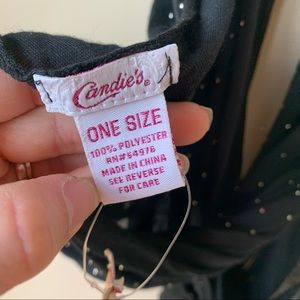 Candie's
ONE SIZE
100% POLYESTER
RN#54976
MADE IN CHINA
SEE REVERSE
FOR CARE